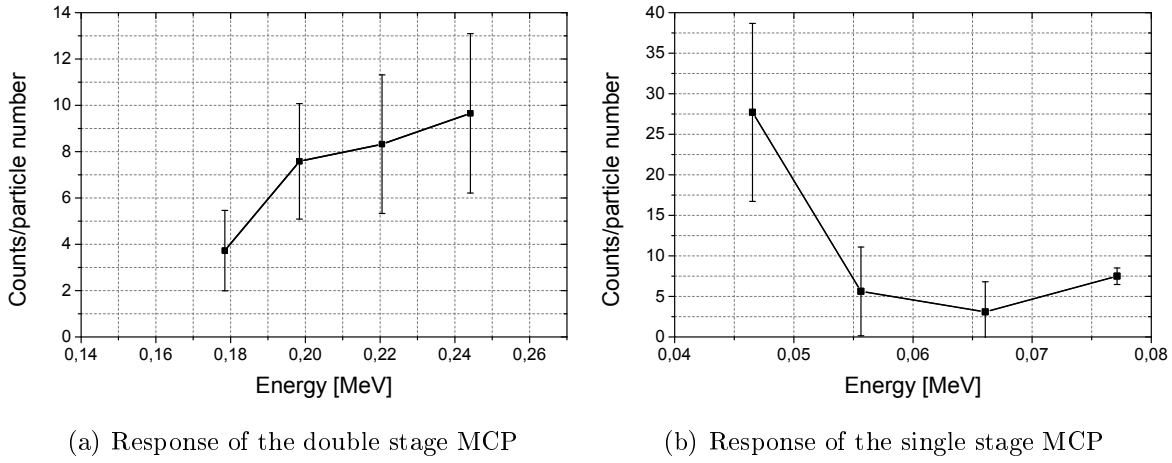 14
12
10
8
6
4
2
0
Counts/particle number
0,14 0,16 0,18 0,20 0,22 0,24 0,26
Energy [MeV]
(a) Response of the double stage MCP
40
35
30
25
20
15
10
5
0
Counts/particle number
0,04 0,05 0,06 0,07 0,08
Energy [MeV]
(b) Response of the single stage MCP